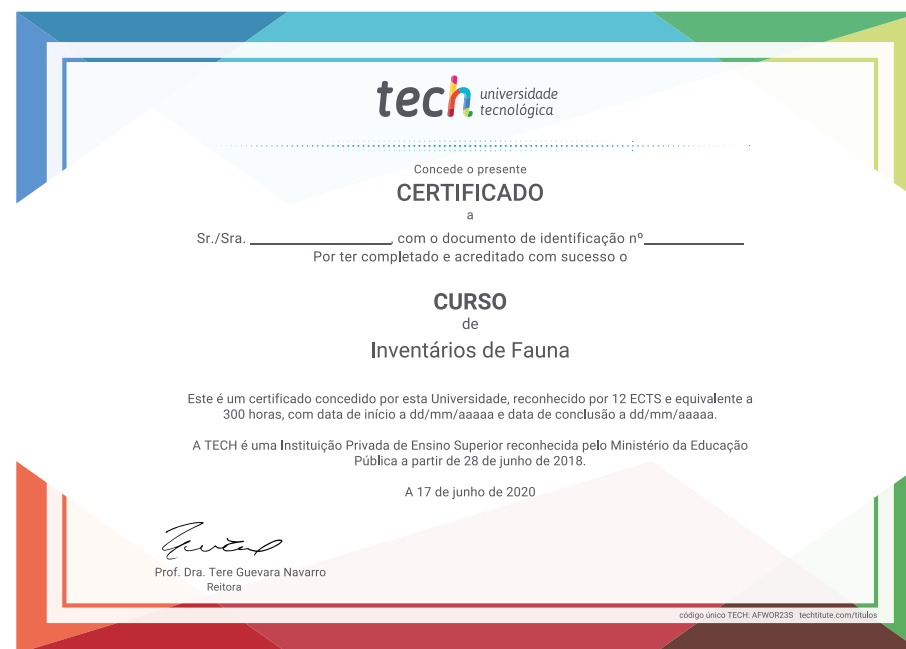 tech universidade
tecnológica
Concede o presente
CERTIFICADO
a
Sr./Sra. ____________________, com o documento de identificação nº______________
Por ter completado e acreditado com sucesso o
CURSO
de
Inventários de Fauna
Este é um certificado concedido por esta Universidade, reconhecido por 12 ECTS e equivalente a
300 horas, com data de início a dd/mm/aaaaa e data de conclusão a dd/mm/aaaaa.
A TECH é uma Instituição Privada de Ensino Superior reconhecida pelo Ministério da Educação
Pública a partir de 28 de junho de 2018.
A 17 de junho de 2020
Prof. Dra. Tere Guevara Navarro
Reitora
código único TECH: AFWOR23S techtitute.com/titulos